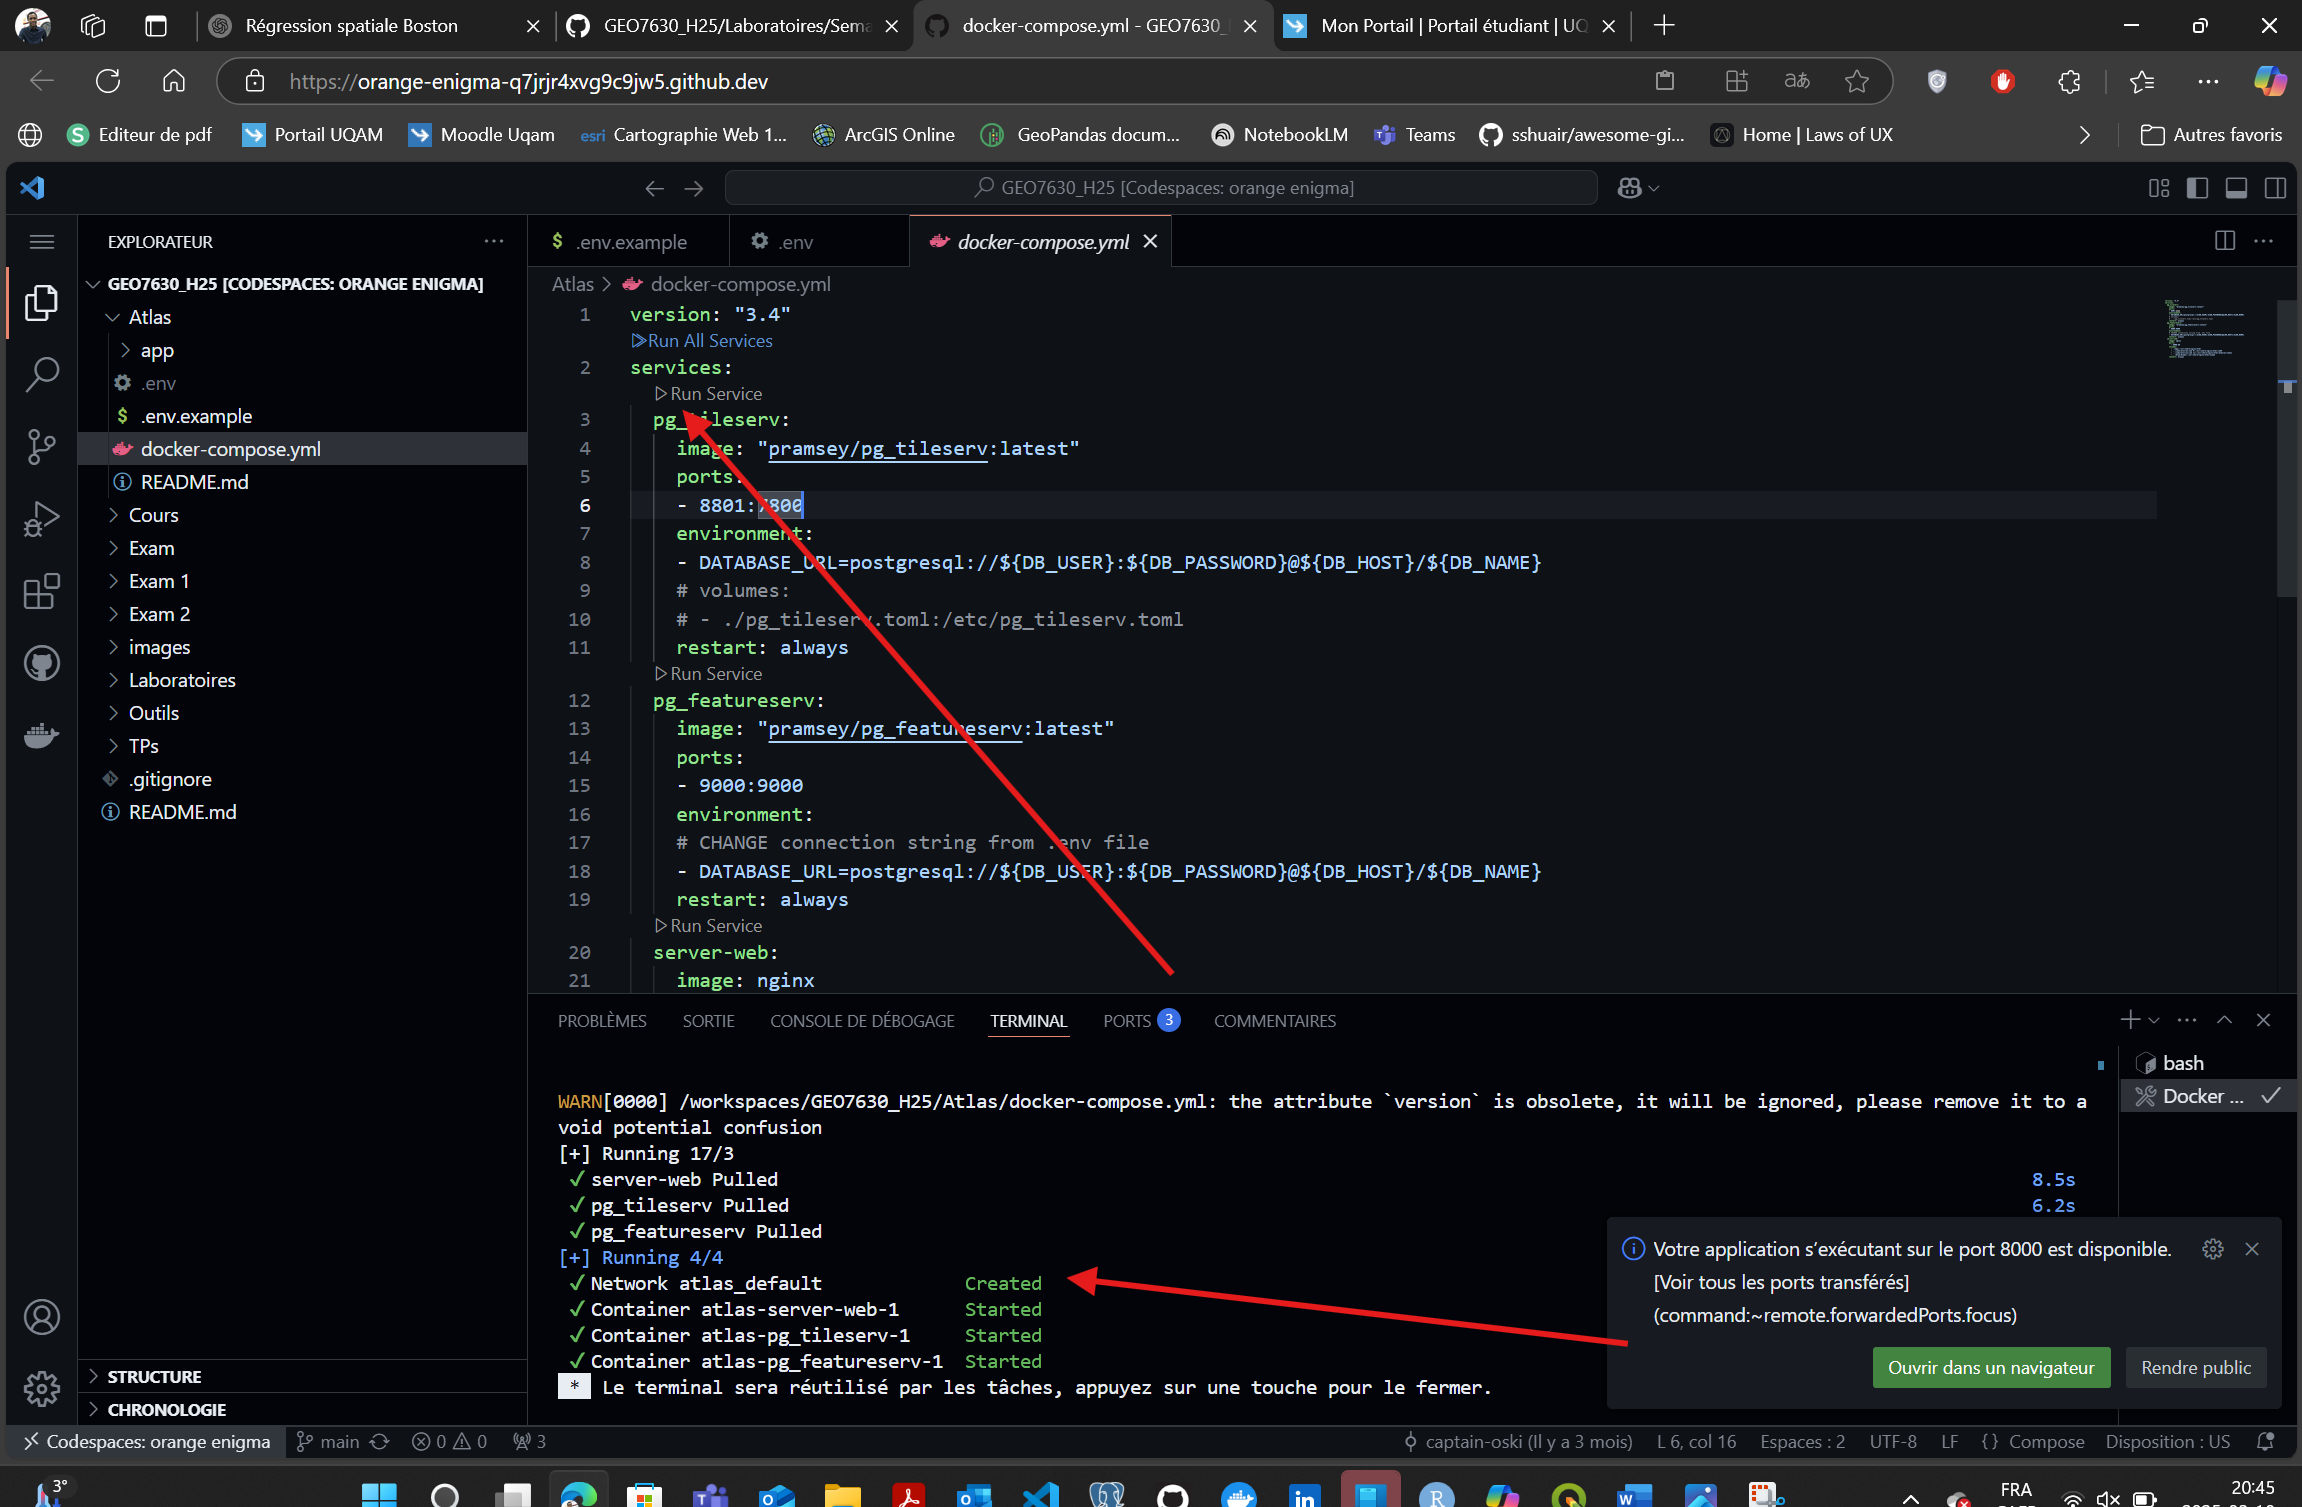 Régression spatiale Boston
GEO7630_H25/Laboratoires/Sema
docker-compose.yml - GEO7630_
Mon Portail | Portail étudiant | UQ
https://orange-enigma-q7jrjr4xvg9c9jw5.github.dev
aあ
Editeur de pdf
Portail UQAM
Moodle Uqam
esri Cartographie Web 1...
ArcGIS Online
GeoPandas docum...
NotebookLM
Teams
sshuair/awesome-gi...
Home | Laws of UX
Autres favoris
GEO7630_H25 [Codespaces: orange enigma]
EXPLORATEUR
GEO7630_H25 [CODESPACES: ORANGE ENIGMA]
Atlas
app
.env
$ .env.example
docker-compose.yml
README.md
Cours
Exam
Exam 1
Exam 2
images
Laboratoires
Outils
TPs
.gitignore
README.md
STRUCTURE
CHRONOLOGIE
$ .env.example
.env
docker-compose.yml
Atlas > docker-compose.yml
1 version: "3.4"
Run All Services
2 services:
Run Service
3 pg_tileserv:
4 image: "pramsey/pg_tileserv:latest"
5 ports:
6 - 8801:7800
7 environment:
8 - DATABASE_URL=postgresql://${DB_USER}:${DB_PASSWORD}@${DB_HOST}/${DB_NAME}
9 # volumes:
10 # - ./pg_tileserv.toml:/etc/pg_tileserv.toml
11 restart: always
Run Service
12 pg_featureserv:
13 image: "pramsey/pg_featureserv:latest"
14 ports:
15 - 9000:9000
16 environment:
17 # CHANGE connection string from .env file
18 - DATABASE_URL=postgresql://${DB_USER}:${DB_PASSWORD}@${DB_HOST}/${DB_NAME}
19 restart: always
Run Service
20 server-web:
21 image: nginx
PROBLÈMES SORTIE CONSOLE DE DÉBOGAGE TERMINAL PORTS 3 COMMENTAIRES
bash
Docker ...
WARN[0000] /workspaces/GEO7630_H25/Atlas/docker-compose.yml: the attribute `version` is obsolete, it will be ignored, please remove it to a
void potential confusion
[+] Running 17/3
✓ server-web Pulled 8.5s
✓ pg_tileserv Pulled 6.2s
✓ pg_featureserv Pulled
[+] Running 4/4
✓ Network atlas_default Created
✓ Container atlas-server-web-1 Started
✓ Container atlas-pg_tileserv-1 Started
✓ Container atlas-pg_featureserv-1 Started
* Le terminal sera réutilisé par les tâches, appuyez sur une touche pour le fermer.
Votre application s'exécutant sur le port 8000 est disponible.
[Voir tous les ports transférés]
(command:~remote.forwardedPorts.focus)
Ouvrir dans un navigateur
Rendre public
Codespaces: orange enigma
main
0 0
3
captain-oski (Il y a 3 mois)
L 6, col 16
Espaces : 2
UTF-8
LF
{} Compose
Disposition : US
3°
FRA
20:45